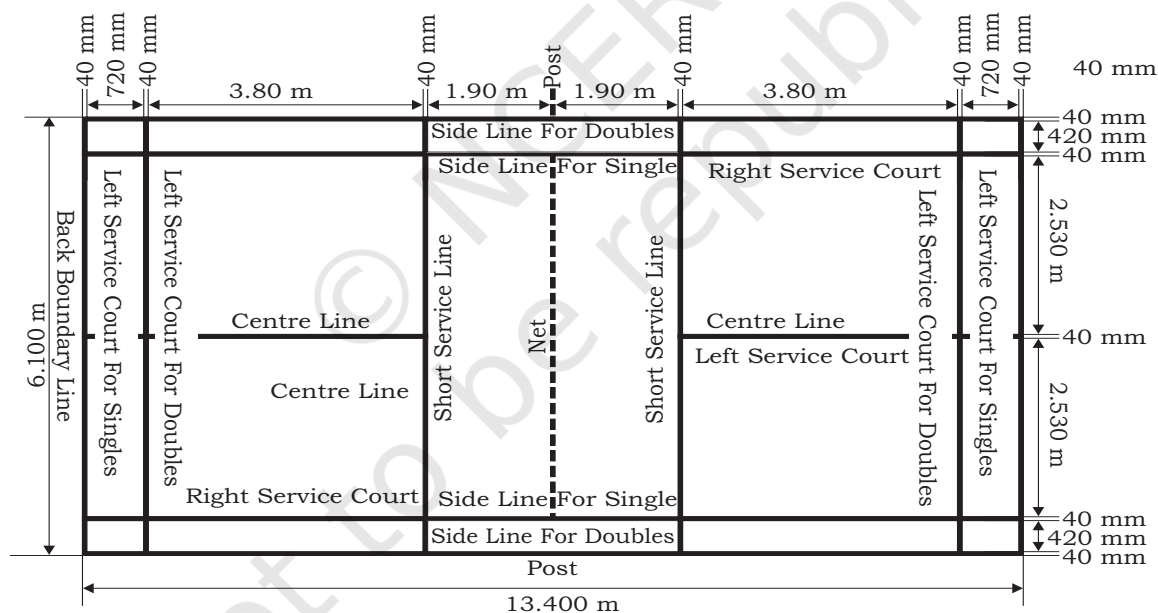 40 mm
720 mm
40 mm
40 mm
Post
40 mm
40 mm
720 mm
40 mm
40 mm
3.80 m
1.90 m
1.90 m
3.80 m
40 mm
Side Line For Doubles
420 mm
40 mm
Side Line For Single
Right Service Court
Back Boundary Line
6.100 m
Left Service Court For Singles
Left Service Court For Doubles
Short Service Line
Net
Short Service Line
Left Service Court For Doubles
Left Service Court For Singles
2.530 m
Centre Line
Centre Line
40 mm
Left Service Court
Centre Line
2.530 m
Right Service Court
Side Line For Single
40 mm
Side Line For Doubles
420 mm
40 mm
Post
13.400 m
© NCER
not to be republi